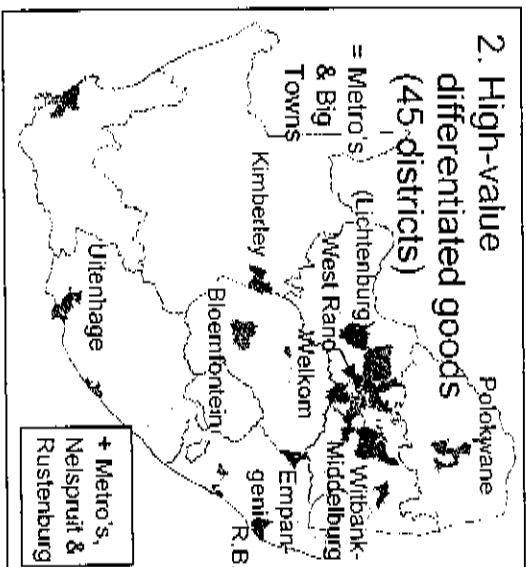 2. High-value
differentiated goods
(45 districts)
= Metro's
& Big
Towns
Polokwane
(Lichtenburg)
West Rand
Witbank-
Middelburg
Welkom
Kimberley
Bloemfontein
Empan-
geni
R.B
Uitenhage
+ Metro's,
Nelspruit &
Rustenburg